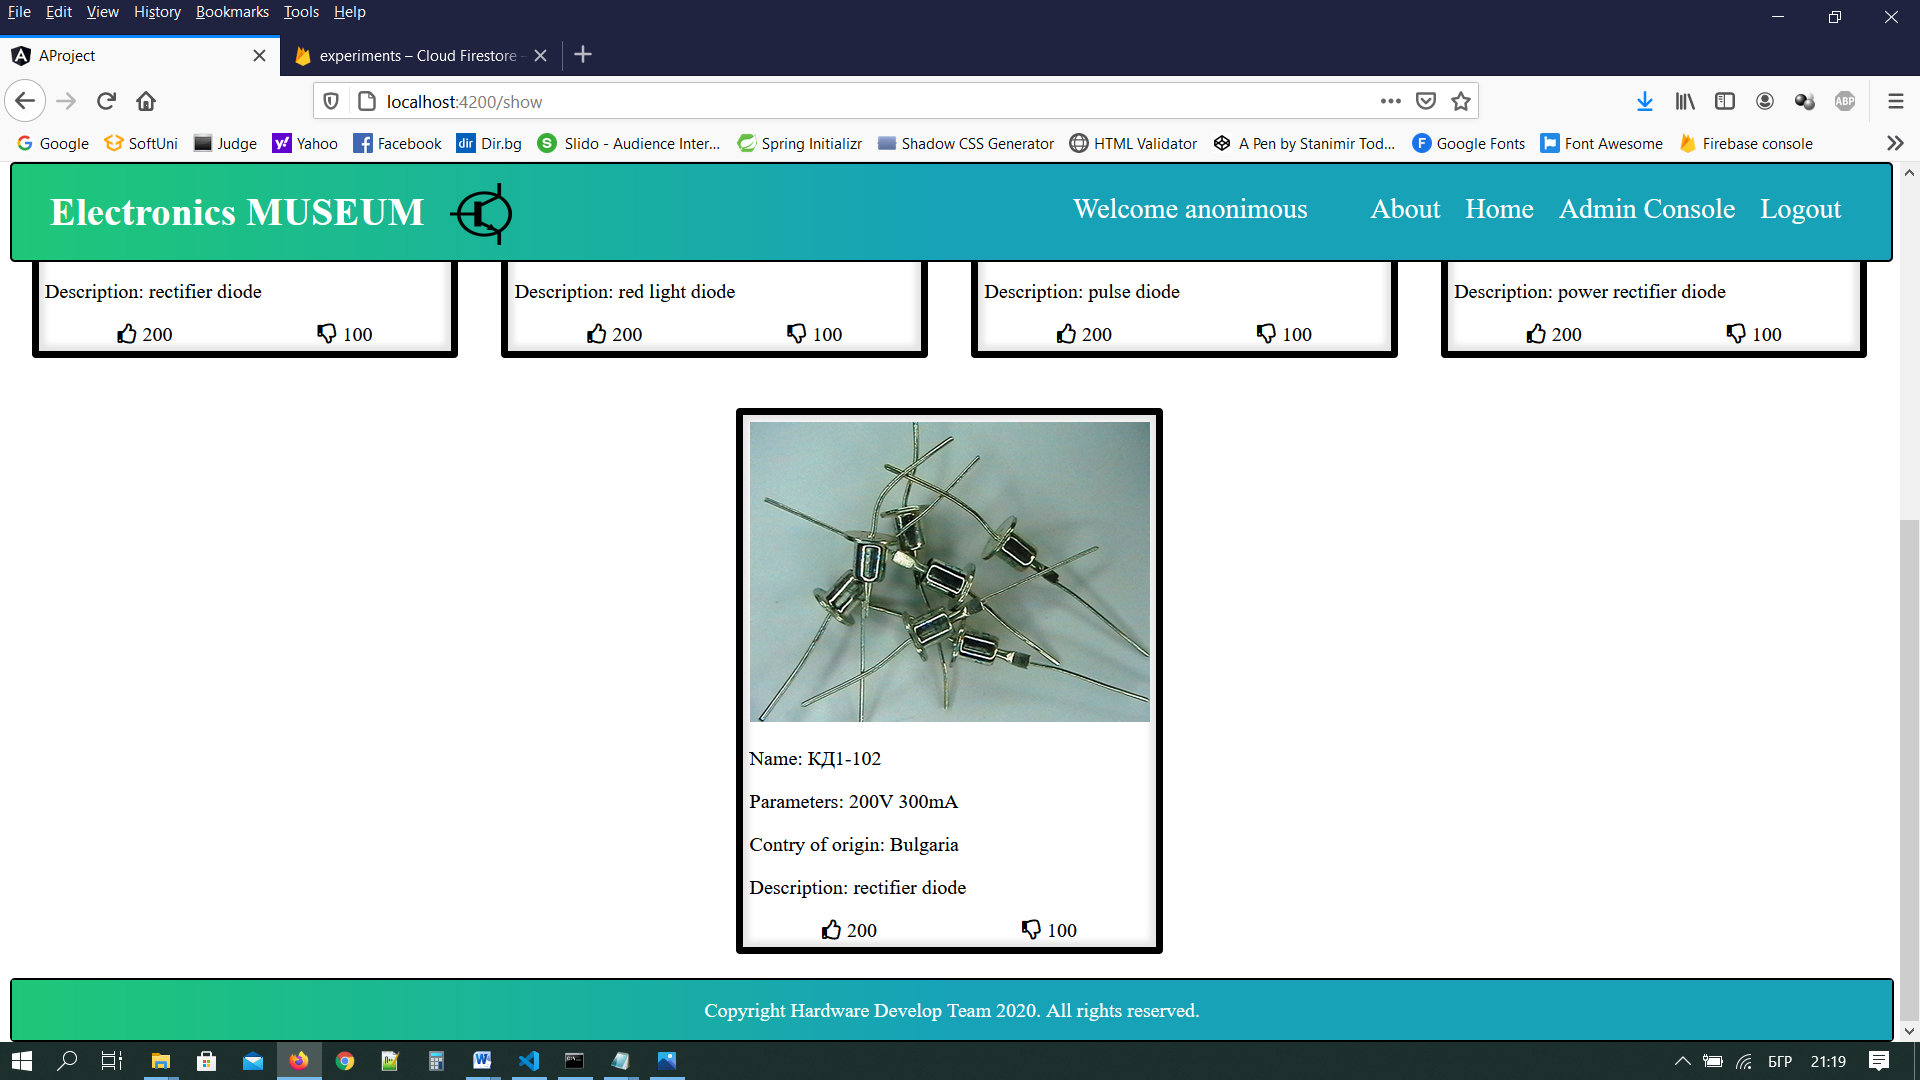 File Edit View History Bookmarks Tools Help
AProject
experiments – Cloud Firestore
localhost:4200/show
ABP
Google SoftUni Judge Yahoo Facebook dir Dir.bg S Slido - Audience Inter... Spring Initializr Shadow CSS Generator HTML Validator A Pen by Stanimir Tod... F Google Fonts Font Awesome Firebase console
Electronics MUSEUM
Welcome anonimous About Home Admin Console Logout
Description: rectifier diode
200 100
Description: red light diode
200 100
Description: pulse diode
200 100
Description: power rectifier diode
200 100
Name: КД1-102
Parameters: 200V 300mA
Contry of origin: Bulgaria
Description: rectifier diode
200 100
Copyright Hardware Develop Team 2020. All rights reserved.
БГР 21:19